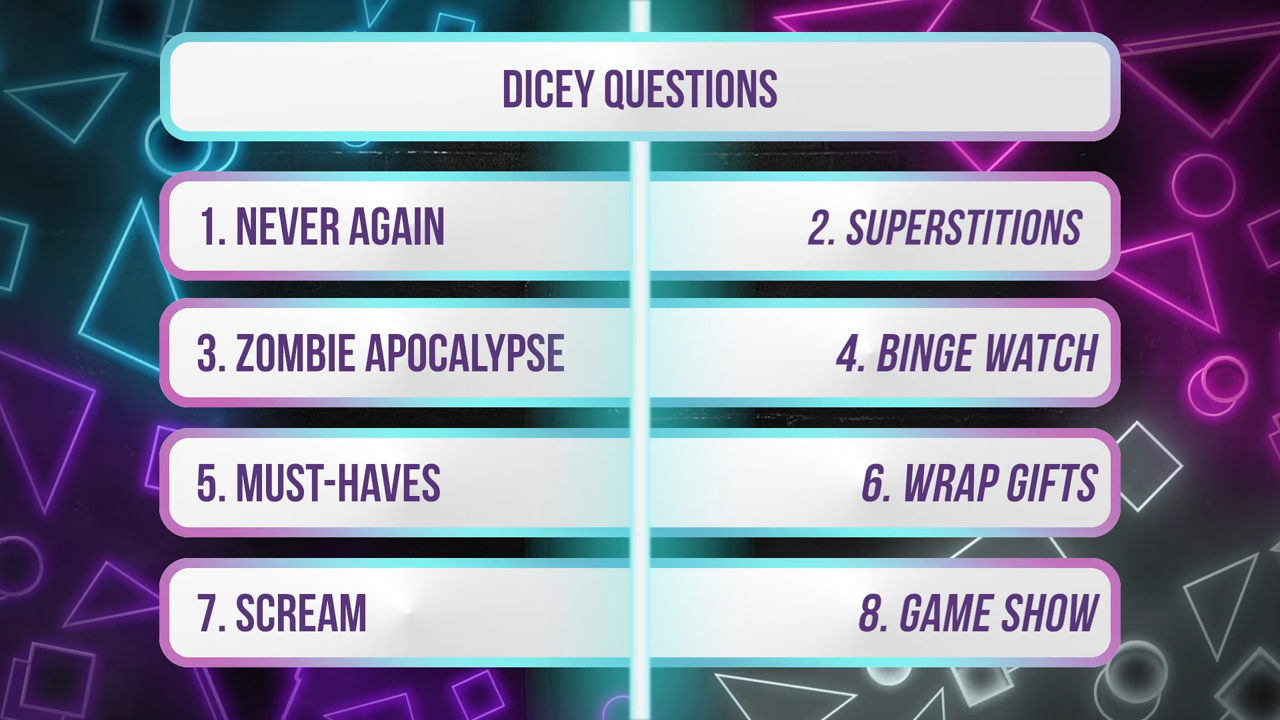 DICEY QUESTIONS
1. NEVER AGAIN
2. SUPERSTITIONS
3. ZOMBIE APOCALYPSE
4. BINGE WATCH
5. MUST-HAVES
6. WRAP GIFTS
7. SCREAM
8. GAME SHOW